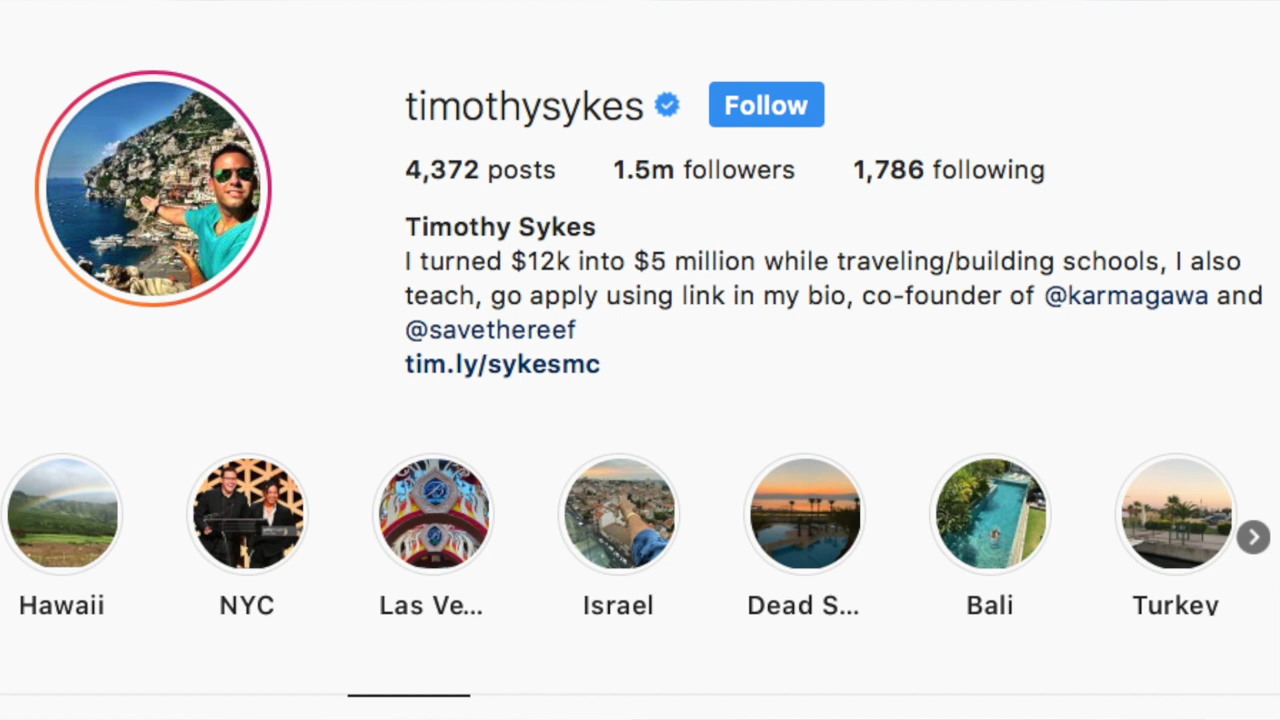 timothysykes Follow
4,372 posts 1.5m followers 1,786 following
Timothy Sykes
I turned $12k into $5 million while traveling/building schools, I also
teach, go apply using link in my bio, co-founder of @karmagawa and
@savethereef
tim.ly/sykesmc
Hawaii NYC Las Ve... Israel Dead S... Bali Turkey